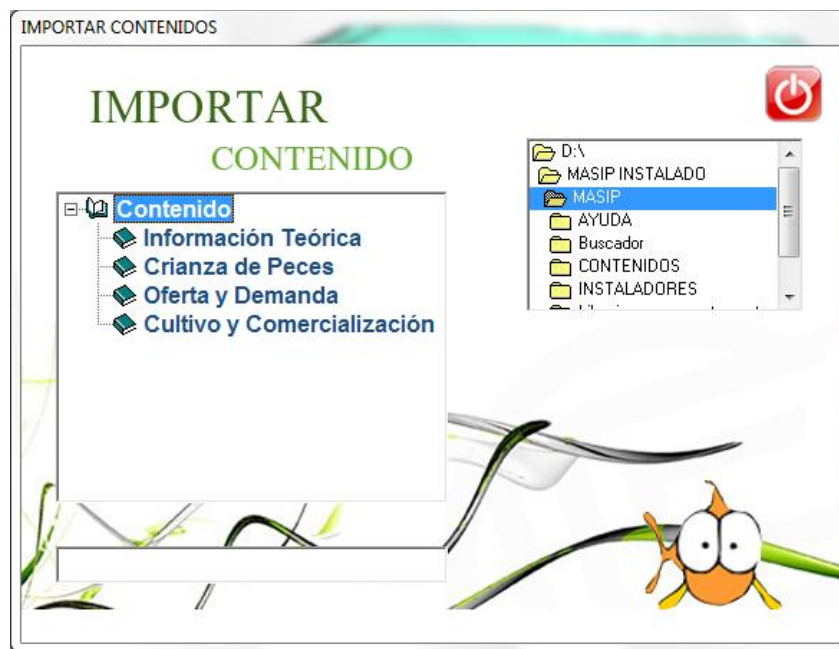 IMPORTAR CONTENIDOS
IMPORTAR
CONTENIDO
Contenido
Información Teórica
Crianza de Peces
Oferta y Demanda
Cultivo y Comercialización
D:\
MASIP INSTALADO
MASIP
AYUDA
Buscador
CONTENIDOS
INSTALADORES